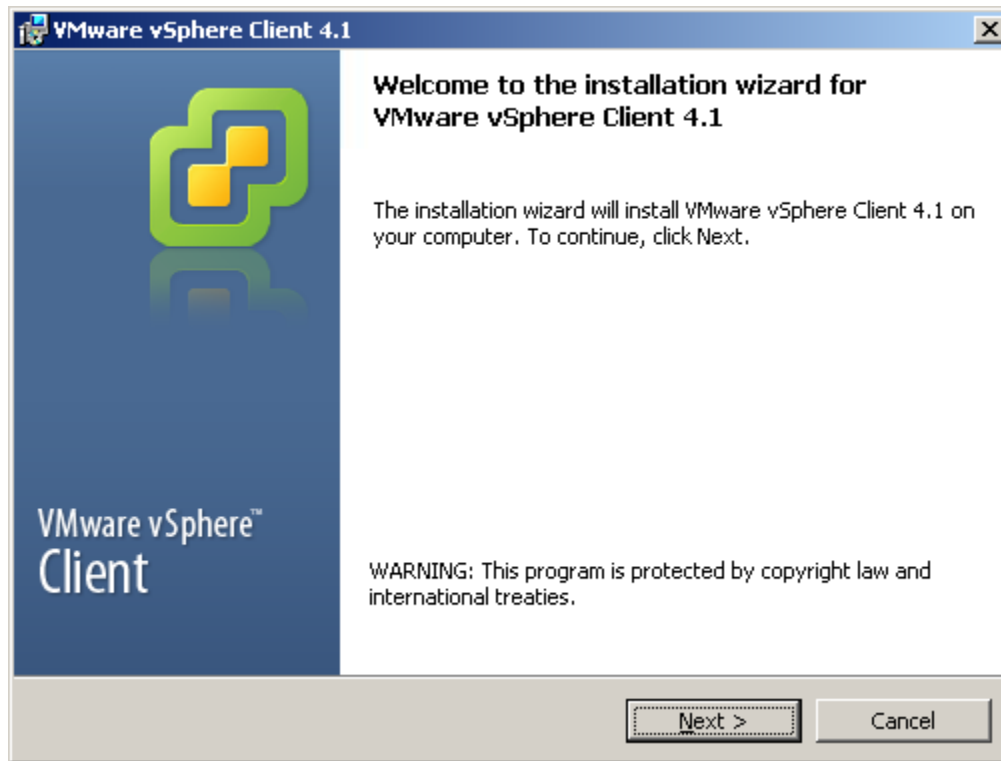 VMware vSphere Client 4.1
Welcome to the installation wizard for
VMware vSphere Client 4.1
The installation wizard will install VMware vSphere Client 4.1 on
your computer. To continue, click Next.
VMware vSphere™
Client
WARNING: This program is protected by copyright law and
international treaties.
Next >
Cancel